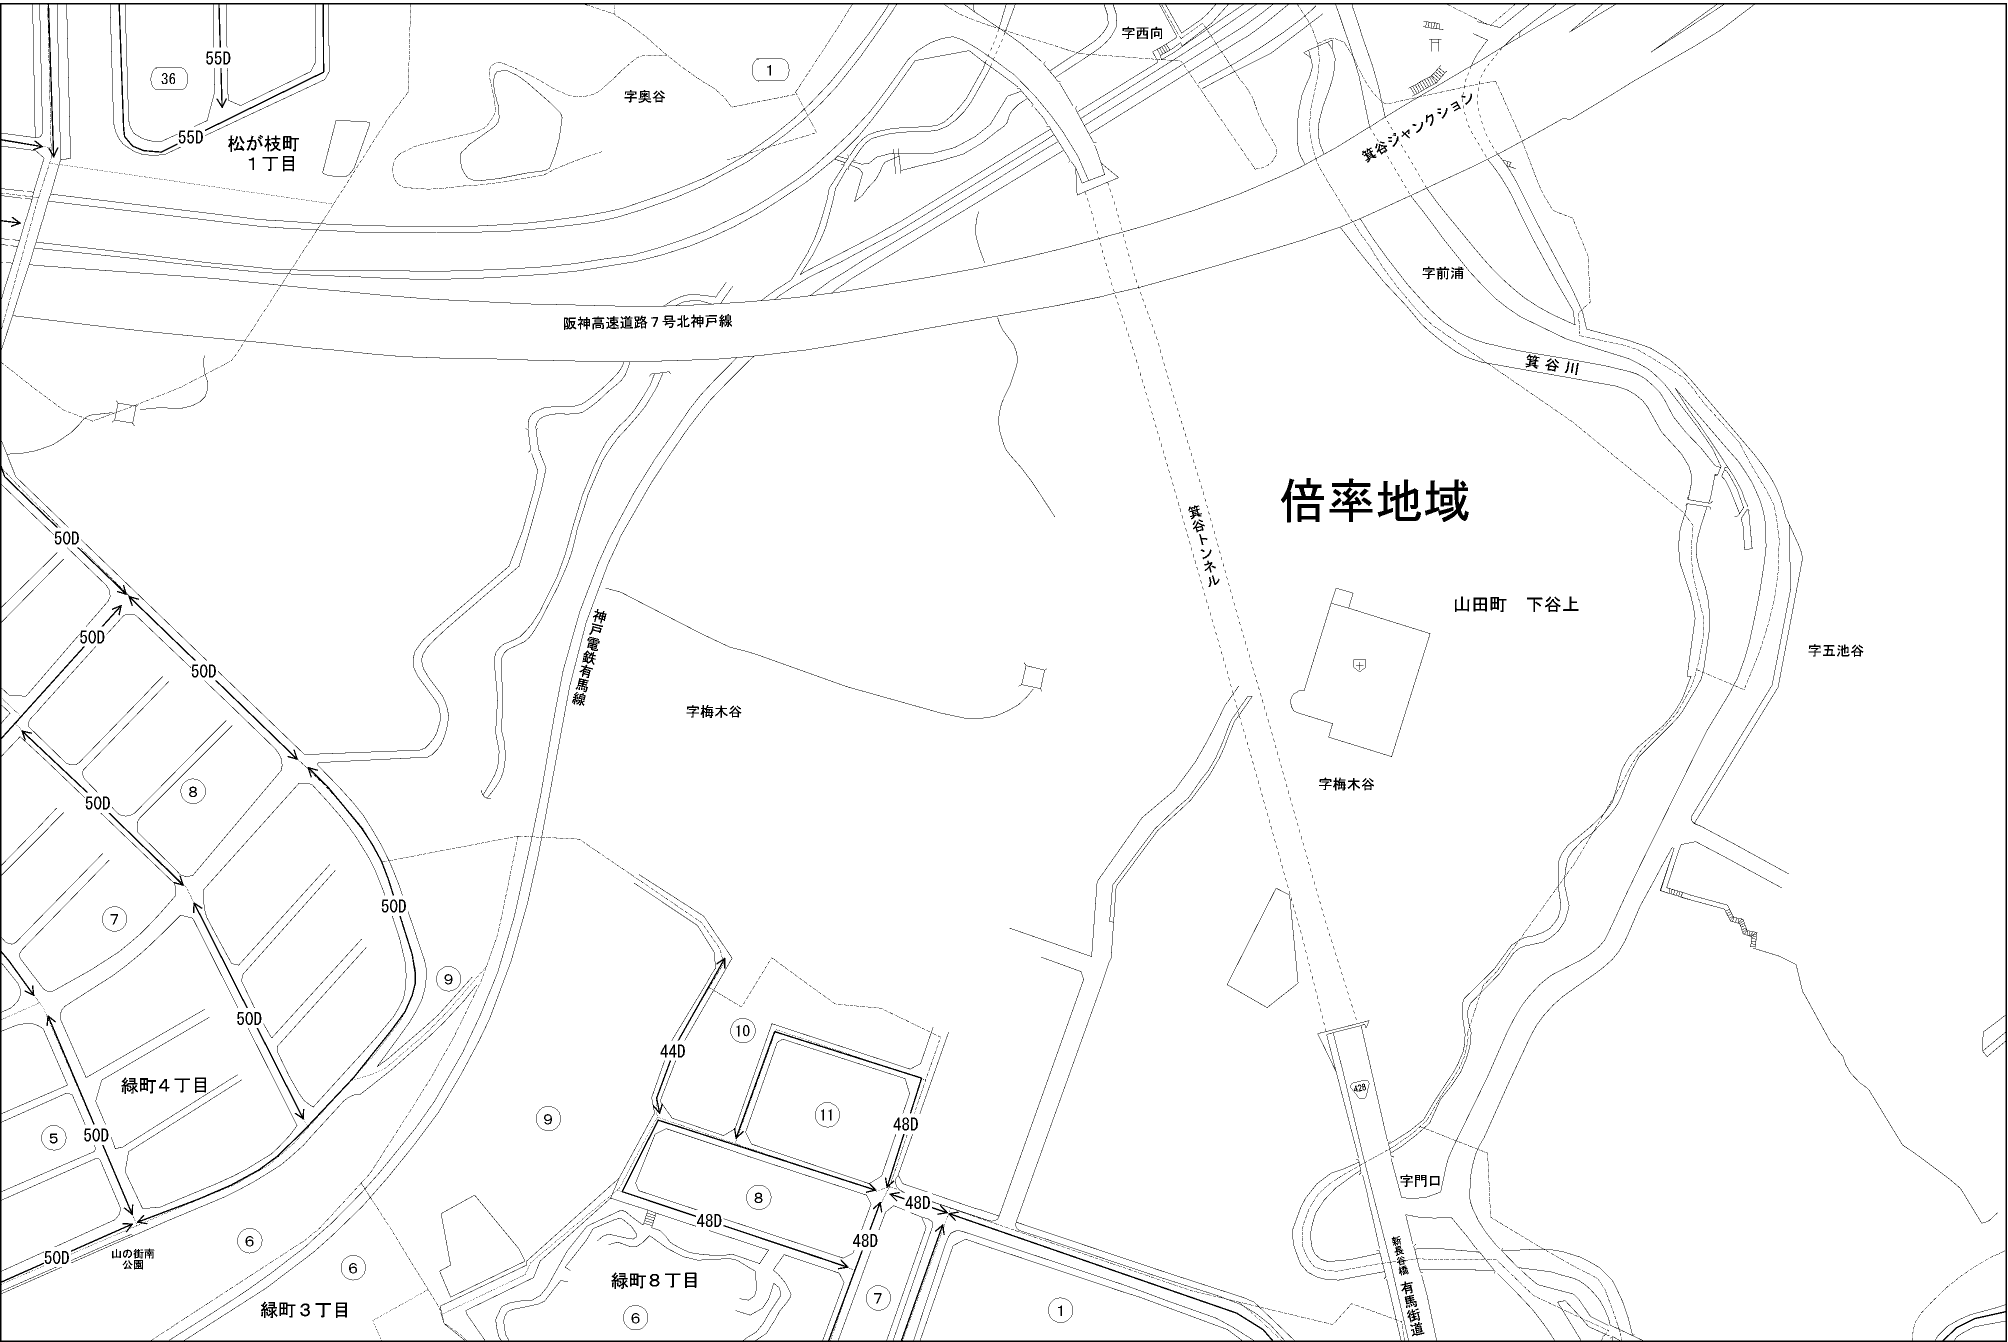 字西向
55D
36
1
字奥谷
箕谷ジャンクション
55D
松が枝町
1丁目
字前浦
阪神高速道路7号北神戸線
箕谷川
倍率地域
箕谷トンネル
50D
山田町　下谷上
50D
神戸電鉄有馬線
字五池谷
50D
字梅木谷
字梅木谷
8
50D
50D
7
9
50D
10
44D
428
緑町4丁目
9
11
48D
5
50D
字門口
8
48D
48D
48D
6
新長谷橋
山の街南
公園
50D
6
緑町8丁目
有馬街道
7
1
緑町3丁目
6